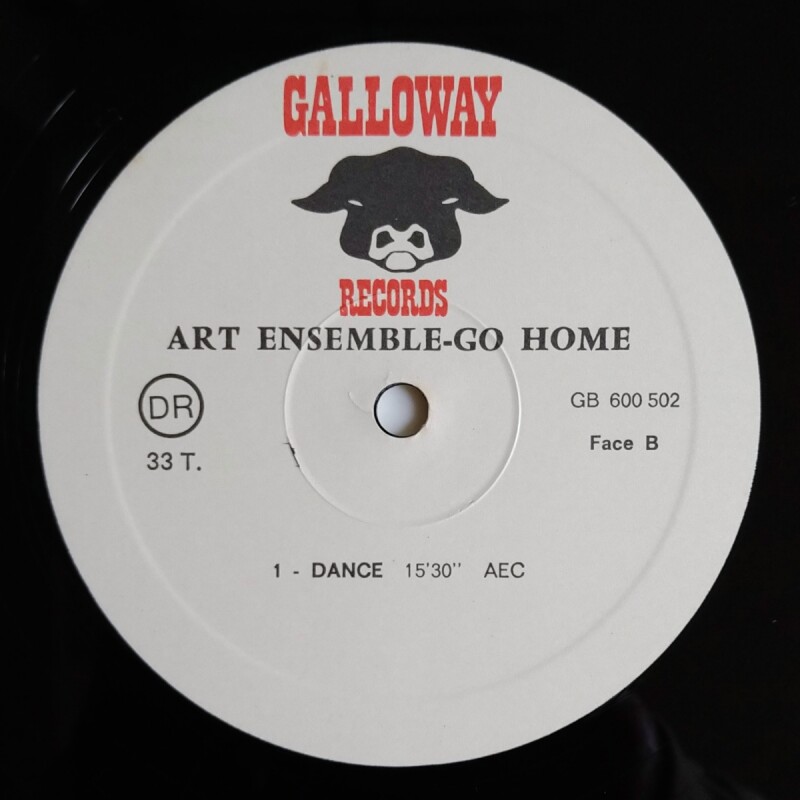 GALLOWAY
RECORDS
ART ENSEMBLE-GO HOME
DR
33 T.
GB 600 502
Face B
1 - DANCE 15'30'' AEC